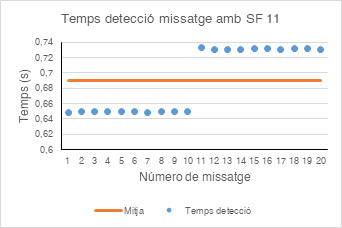 Temps detecció missatge amb SF 11
0,74
0,72
0,7
0,68
0,66
0,64
0,62
0,6
Temps (s)
1 2 3 4 5 6 7 8 9 10 11 12 13 14 15 16 17 18 19 20
Número de missatge
Mitja Temps detecció